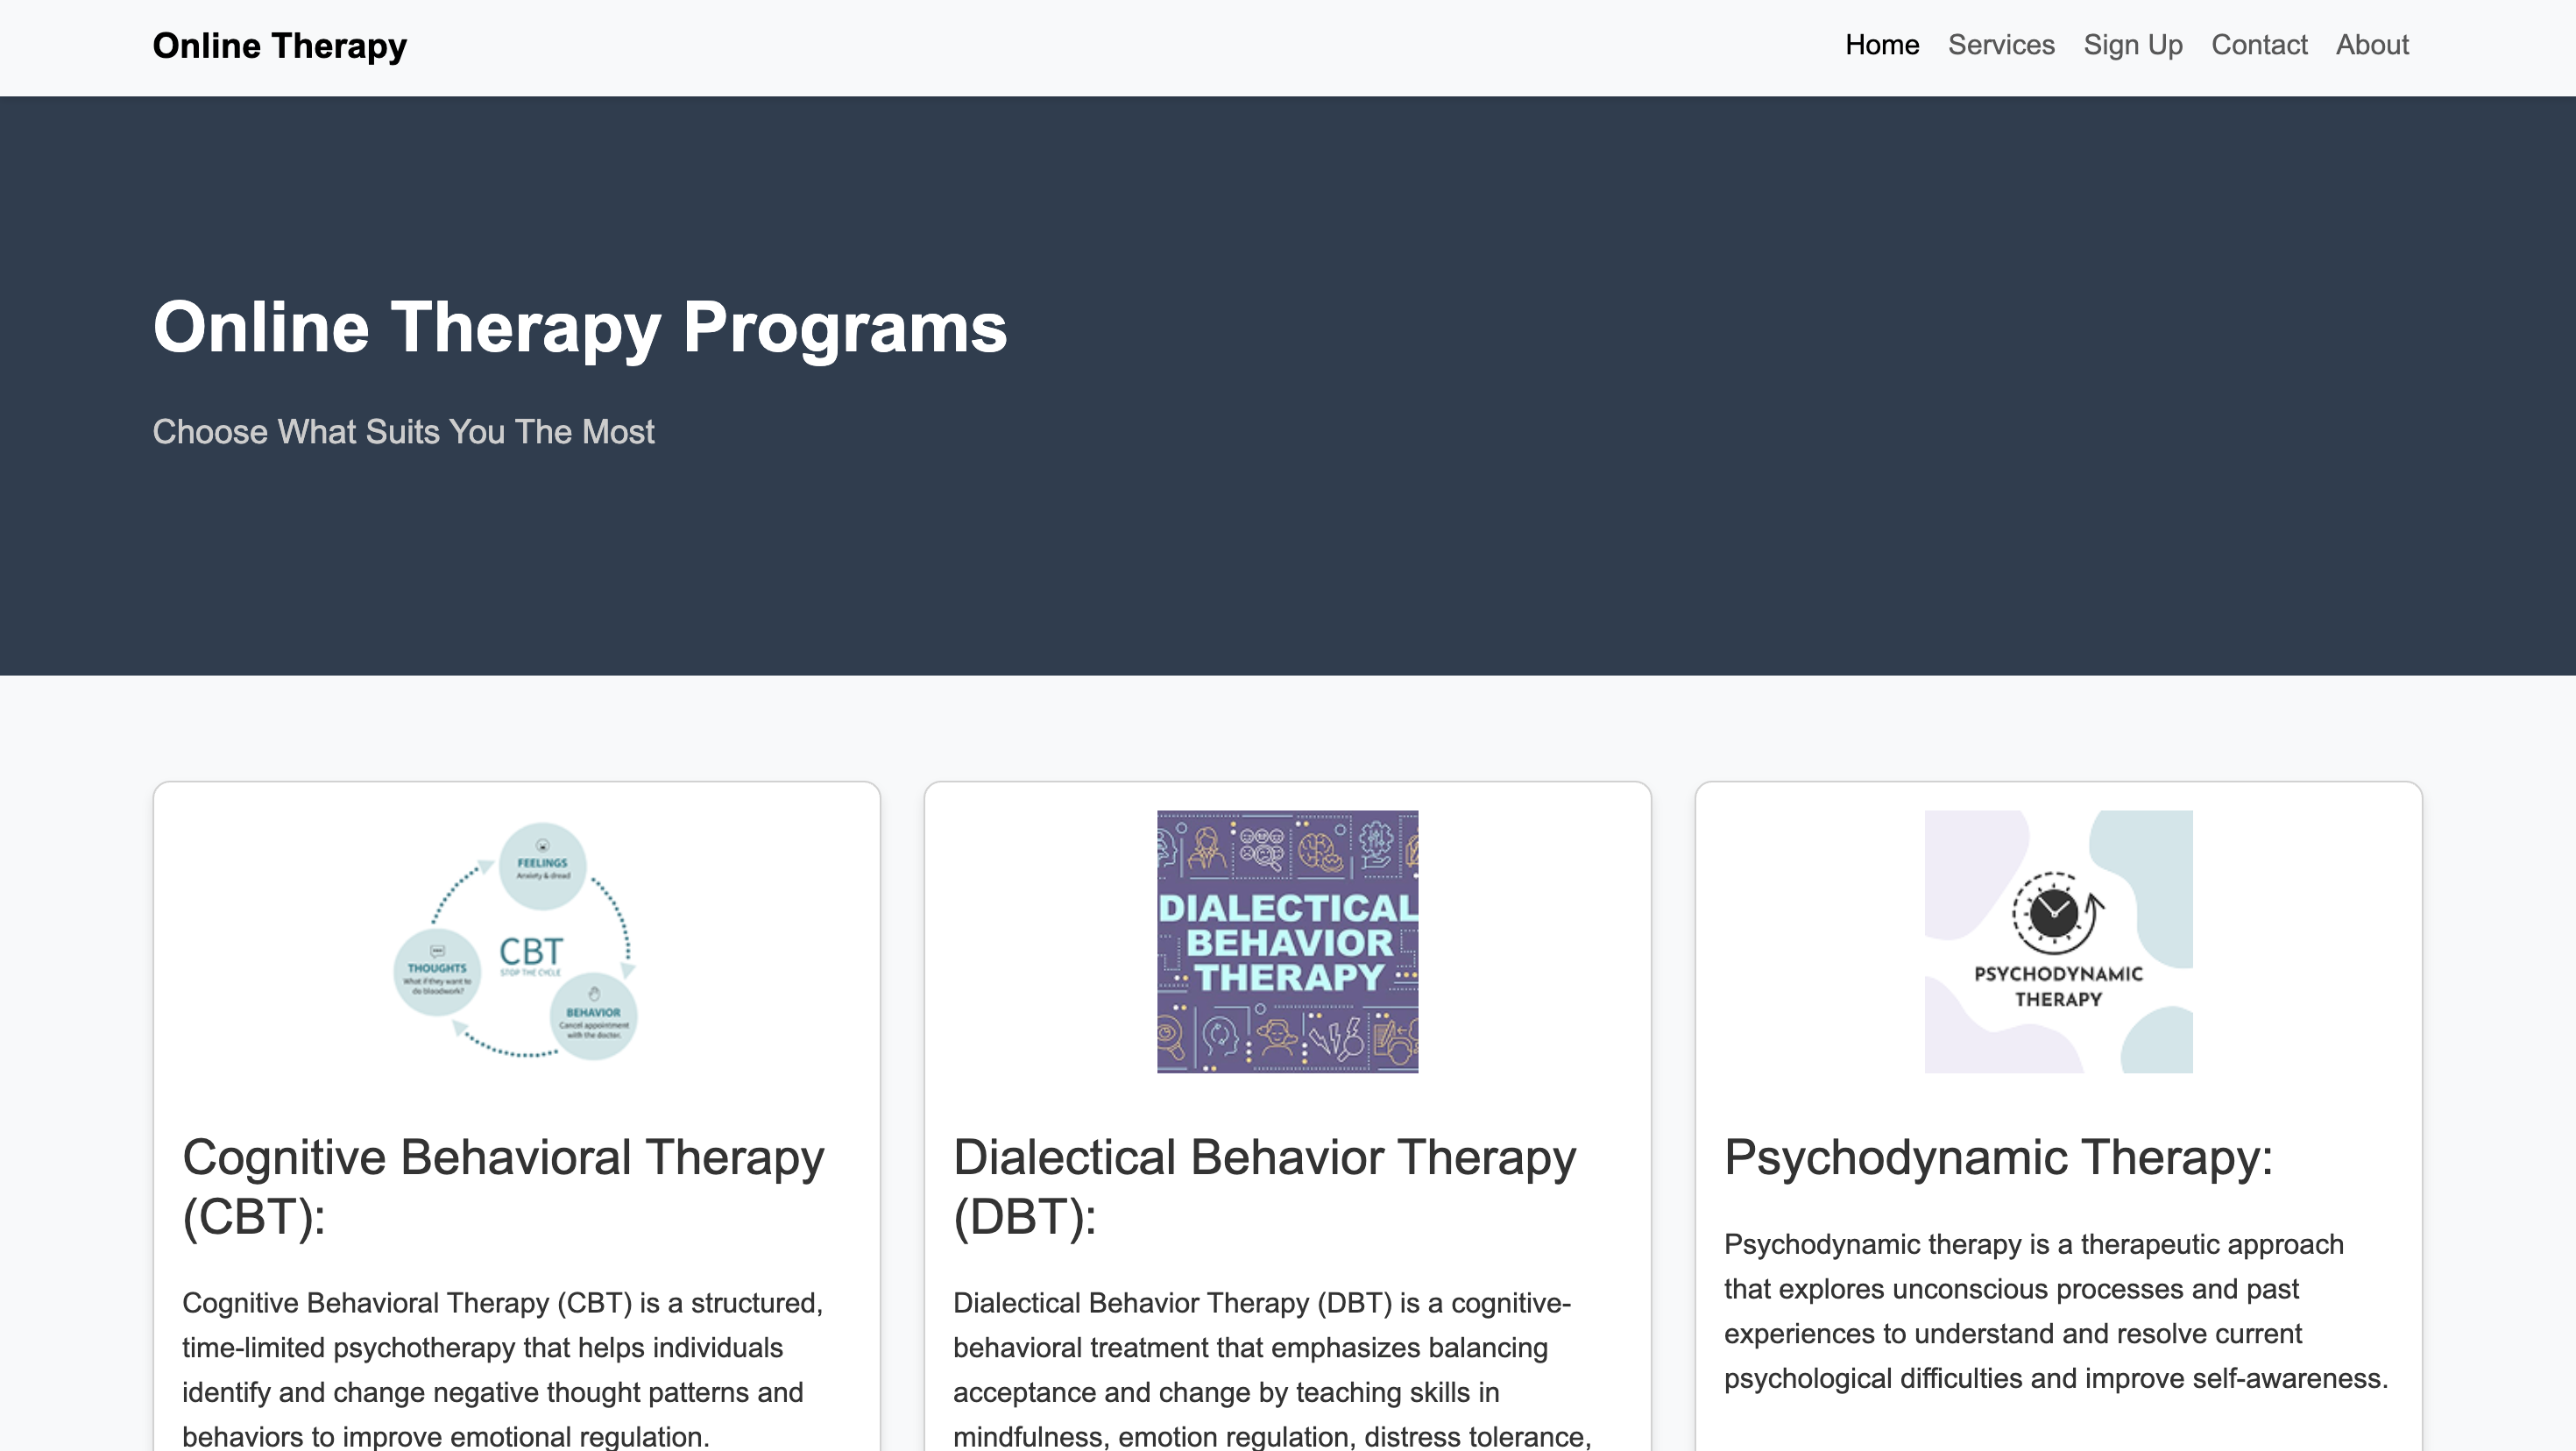 Online Therapy
Home Services Sign Up Contact About
Online Therapy Programs
Choose What Suits You The Most
FEELINGS
Anxiety & dread
THOUGHTS
What if they want to
do bloodwork?
CBT
STOP THE CYCLE
BEHAVIOR
Cancel appointment
with the doctor.
DIALECTICAL
BEHAVIOR
THERAPY
PSYCHODYNAMIC
THERAPY
Cognitive Behavioral Therapy
(CBT):
Cognitive Behavioral Therapy (CBT) is a structured,
time-limited psychotherapy that helps individuals
identify and change negative thought patterns and
behaviors to improve emotional regulation.
Dialectical Behavior Therapy
(DBT):
Dialectical Behavior Therapy (DBT) is a cognitive-
behavioral treatment that emphasizes balancing
acceptance and change by teaching skills in
mindfulness, emotion regulation, distress tolerance,
Psychodynamic Therapy:
Psychodynamic therapy is a therapeutic approach
that explores unconscious processes and past
experiences to understand and resolve current
psychological difficulties and improve self-awareness.